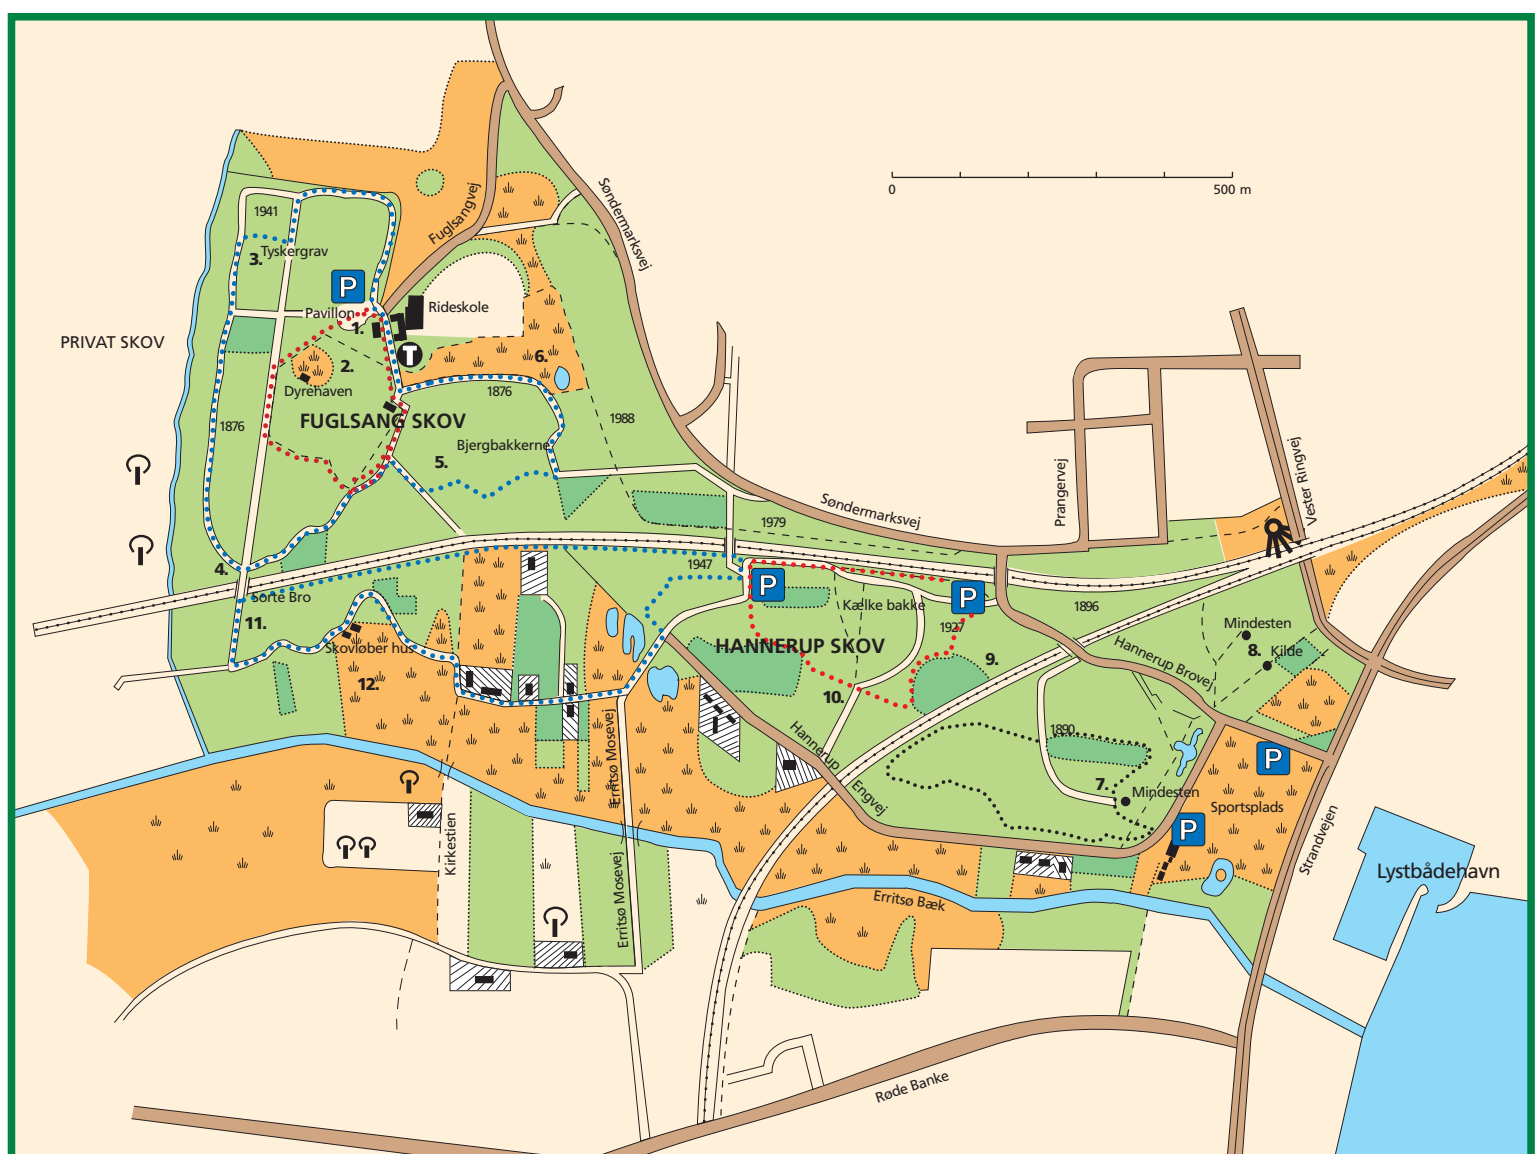 0
500 m
Fuglsangvej
Søndermarksvej
1941
3.
Tyskergrav
P
Pavillon
1.
Rideskole
PRIVAT SKOV
T
2.
6.
Dyrehaven
1876
1876
FUGLSANG SKOV
1988
Bjergbakkerne
5.
Prangervej
Vester Ringvej
Søndermarksvej
1979
4.
1947
P
P
Sorte Bro
11.
Kælke bakke
1896
1927
Mindesten
Skovløber hus
HANNERUP SKOV
8.
Kilde
9.
Hannerup Brovej
12.
10.
1890
Hannerup
Engvej
P
Erritsø Mosevej
7.
Mindesten
Sportsplads
P
Kirkestien
Strandvejen
Lystbådehavn
Erritsø Mosevej
Erritsø Bæk
Røde Banke